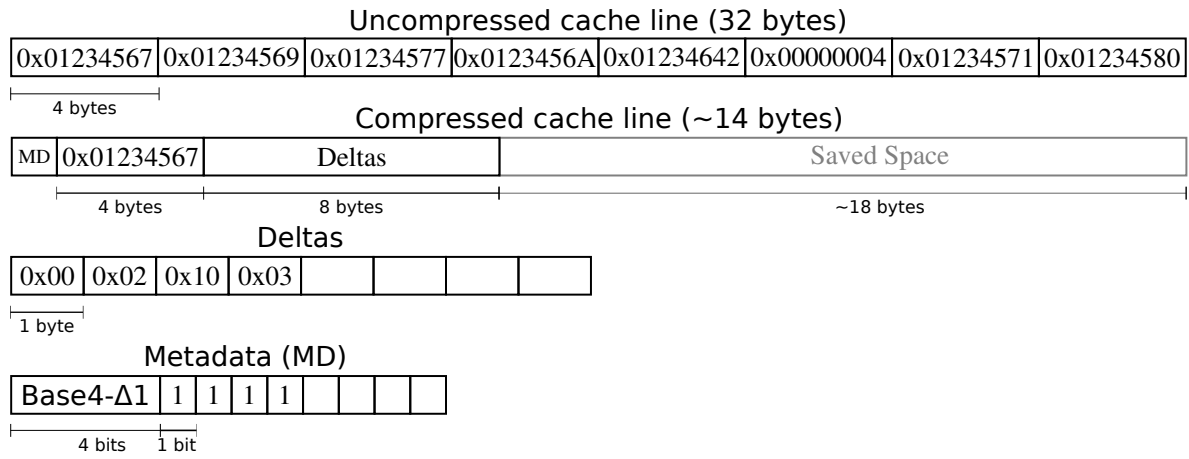 Uncompressed cache line (32 bytes)
0x01234567 0x01234569 0x01234577 0x0123456A 0x01234642 0x00000004 0x01234571 0x01234580
4 bytes
Compressed cache line (~14 bytes)
MD 0x01234567 Deltas Saved Space
4 bytes 8 bytes ~18 bytes
Deltas
0x00 0x02 0x10 0x03
1 byte
Metadata (MD)
Base4-Δ1 1 1 1 1
4 bits 1 bit